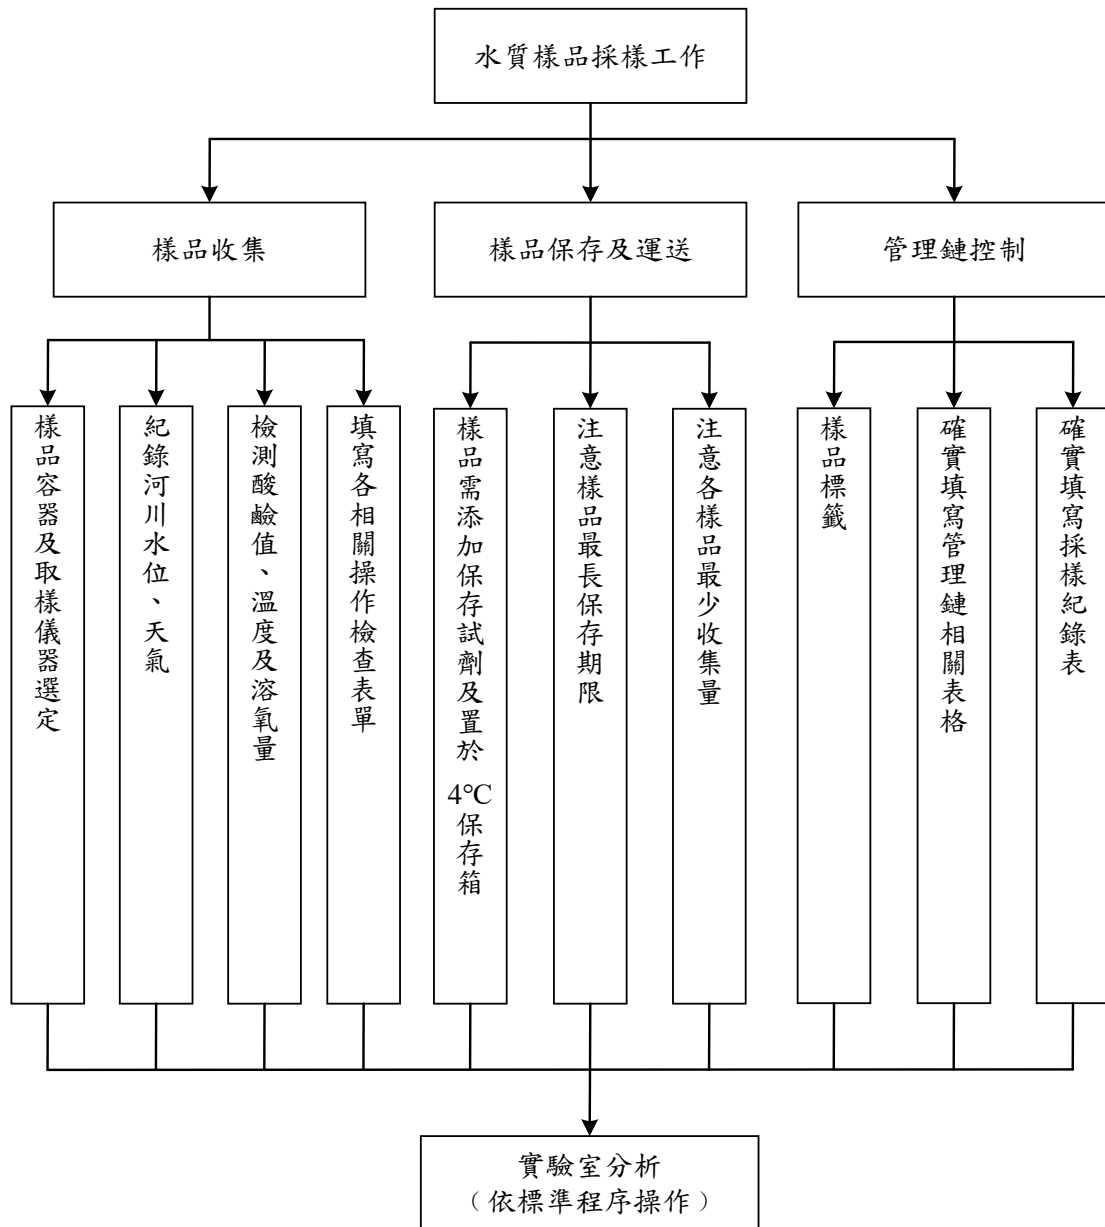 水質樣品採樣工作
樣品收集
樣品保存及運送
管理鏈控制
樣品容器及取樣儀器選定
紀錄河川水位、天氣
檢測酸鹼值、溫度及溶氧量
填寫各相關操作檢查表單
樣品需添加保存試劑及置於4℃保存箱
注意樣品最長保存期限
注意各樣品最少收集量
樣品標籤
確實填寫管理鏈相關表格
確實填寫採樣紀錄表
實驗室分析
（依標準程序操作）